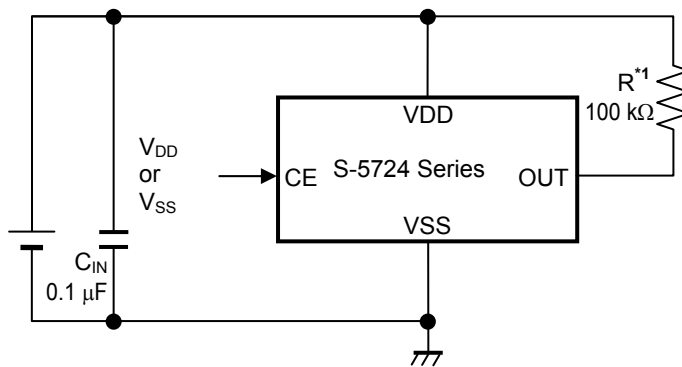 R*1
100 kΩ
VDD
VDD
or
VSS
CE
S-5724 Series
OUT
VSS
CIN
0.1 μF